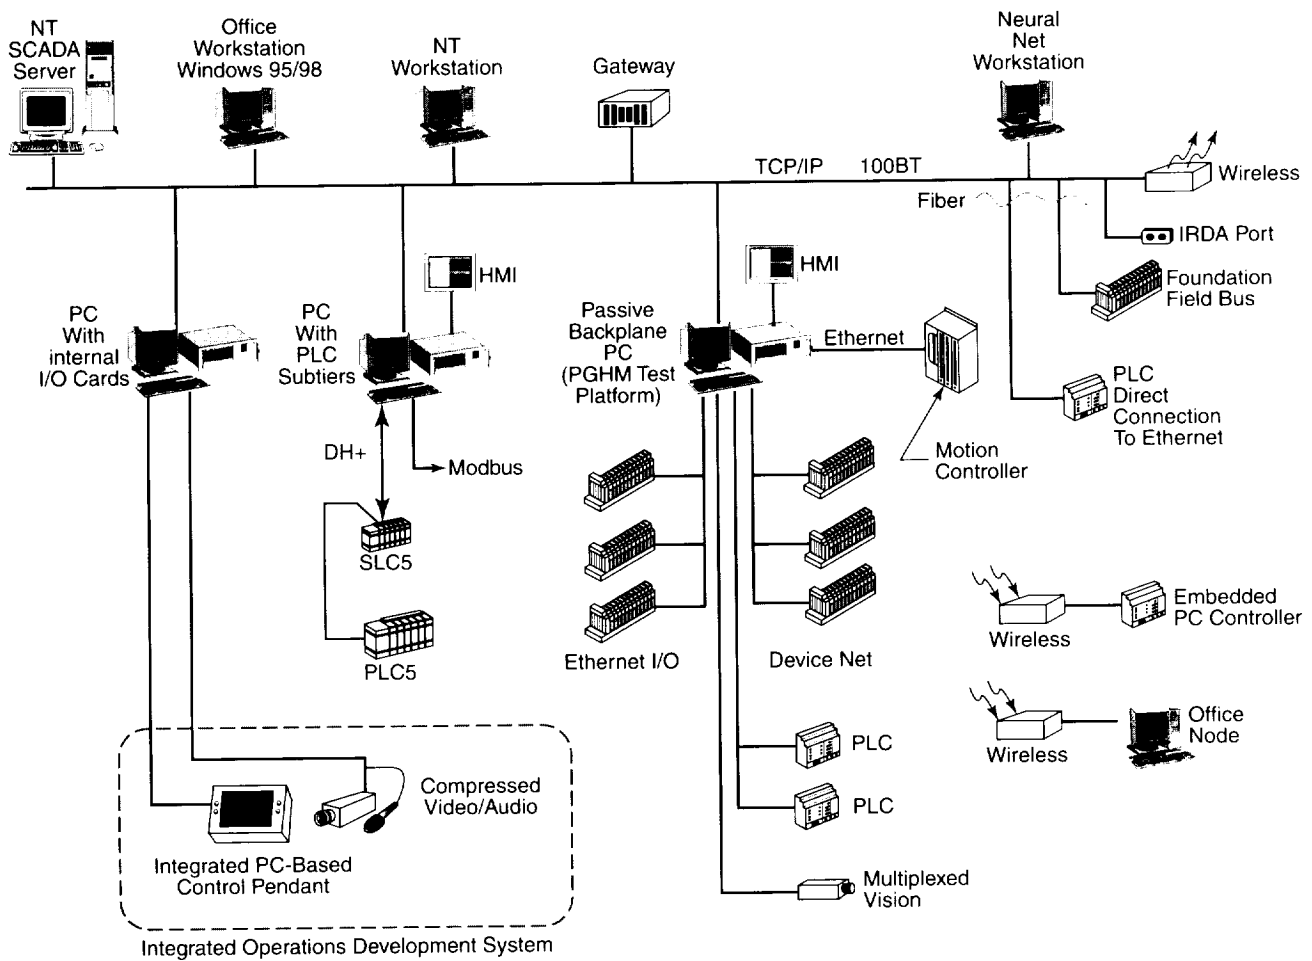 NT
SCADA
Server
Office
Workstation
Windows 95/98
NT
Workstation
Gateway
Neural
Net
Workstation
TCP/IP 100BT
Wireless
Fiber
IRDA Port
Foundation
Field Bus
PLC
Direct
Connection
To Ethernet
PC
With
internal
I/O Cards
HMI
PC
With
PLC
Subtiers
DH+
Modbus
SLC5
PLC5
HMI
Passive
Backplane
PC
(PGHM Test
Platform)
Ethernet
Motion
Controller
Ethernet I/O
Device Net
PLC
PLC
Multiplexed
Vision
Embedded
PC Controller
Wireless
Office
Node
Wireless
Compressed
Video/Audio
Integrated PC-Based
Control Pendant
Integrated Operations Development System